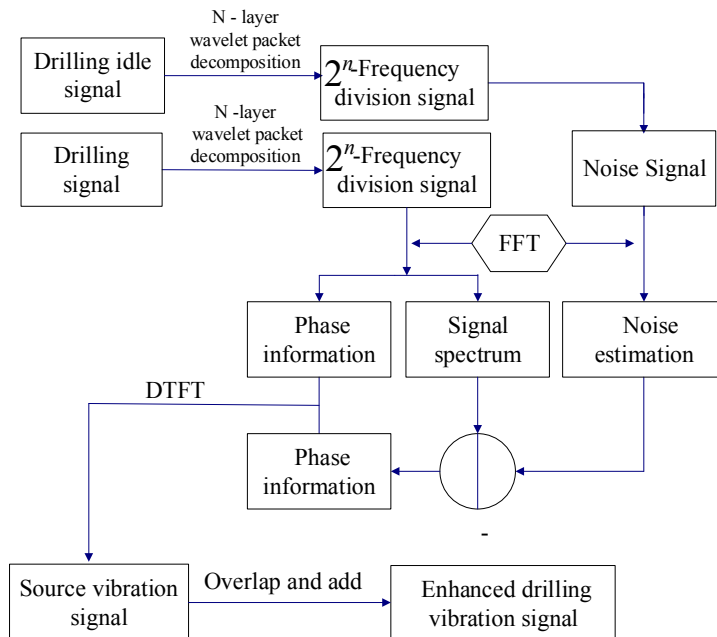 N - layer
wavelet packet
decomposition
Drilling idle
signal
2ⁿ-Frequency
division signal
N -layer
wavelet packet
decomposition
Drilling
signal
2ⁿ-Frequency
division signal
Noise Signal
FFT
Phase
information
Signal
spectrum
Noise
estimation
DTFT
Phase
information
-
Source vibration
signal
Overlap and add
Enhanced drilling
vibration signal